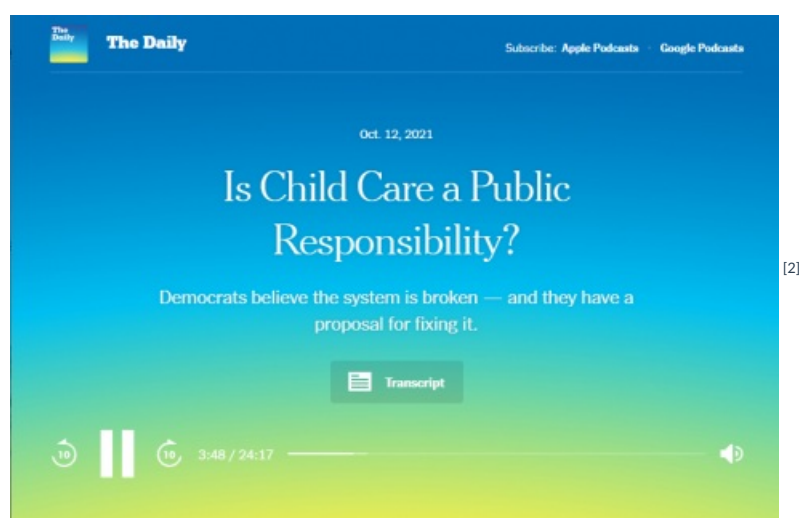 The
Daily
The Daily
Subscribe: Apple Podcasts · Google Podcasts
Oct. 12, 2021
Is Child Care a Public
Responsibility?
[2]
Democrats believe the system is broken — and they have a
proposal for fixing it.
Transcript
10
10
3:48 / 24:17